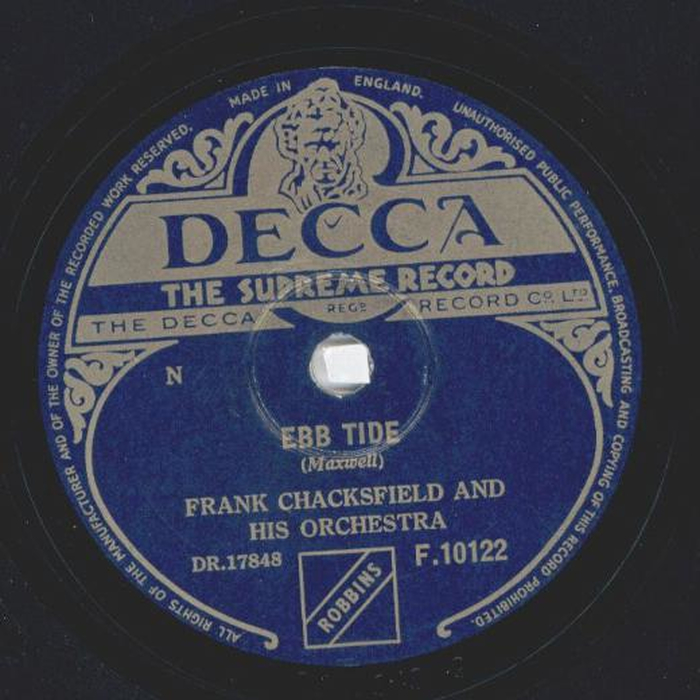 ALL RIGHTS OF THE MANUFACTURER AND OF THE OWNER OF THE RECORDED WORK RESERVED.
MADE IN ENGLAND.
UNAUTHORISED PUBLIC PERFORMANCE, BROADCASTING AND COPYING OF THIS RECORD PROHIBITED.
DECCA
THE SUPREME RECORD
THE DECCA REGD RECORD CO. LTD
N
EBB TIDE
(Maxwell)
FRANK CHACKSFIELD AND
HIS ORCHESTRA
DR.17848 F.10122
ROBBINS